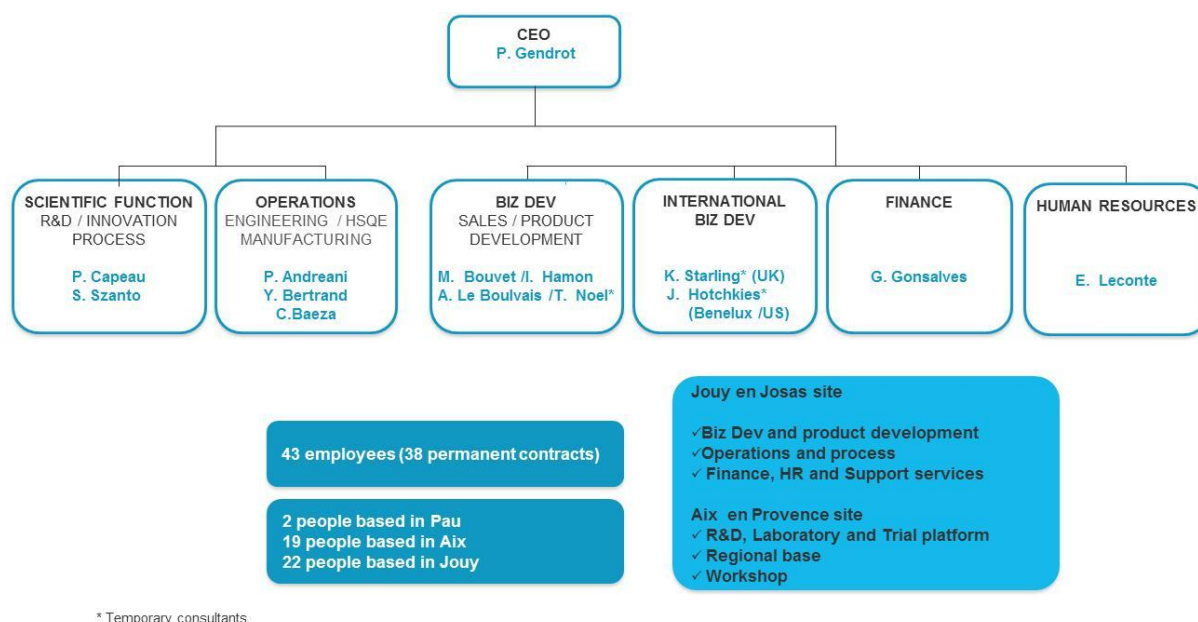 CEO
P. Gendrot
SCIENTIFIC FUNCTION
R&D / INNOVATION
PROCESS
P. Capeau
S. Szanto
OPERATIONS
ENGINEERING / HSQE
MANUFACTURING
P. Andreani
Y. Bertrand
C.Baeza
BIZ DEV
SALES / PRODUCT
DEVELOPMENT
M. Bouvet /I. Hamon
A. Le Boulvais /T. Noel*
INTERNATIONAL
BIZ DEV
K. Starling* (UK)
J. Hotchkies*
(Benelux /US)
FINANCE
G. Gonsalves
HUMAN RESOURCES
E. Leconte
43 employees (38 permanent contracts)
2 people based in Pau
19 people based in Aix
22 people based in Jouy
Jouy en Josas site
✓Biz Dev and product development
✓Operations and process
✓ Finance, HR and Support services
Aix en Provence site
✓ R&D, Laboratory and Trial platform
✓ Regional base
✓ Workshop
* Temporary consultants.